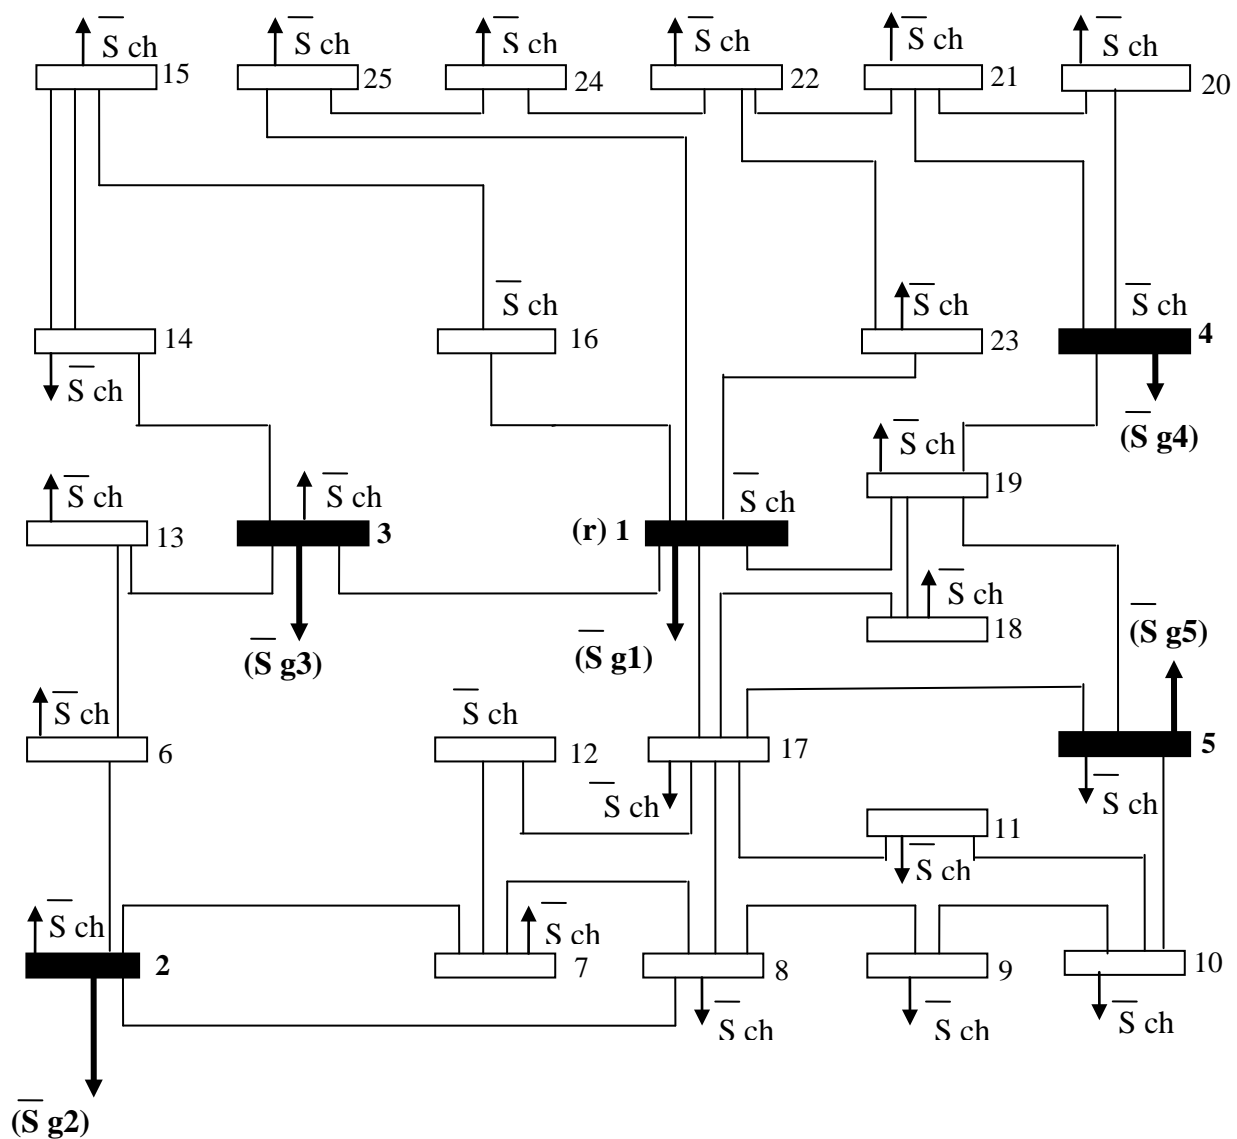 S̅ ch S̅ ch S̅ ch S̅ ch S̅ ch S̅ ch
15 25 24 22 21 20
S̅ ch S̅ ch S̅ ch
14 16 23 4
S̅ ch
(S̅ g4)
S̅ ch
S̅ ch S̅ ch S̅ ch
19
13 3 (r) 1
S̅ ch
18
(S̅ g3) (S̅ g1) (S̅ g5)
S̅ ch S̅ ch
6 12 17 5
S̅ ch S̅ ch
11
S̅ ch
S̅ ch S̅ ch
2 7 8 9 10
S̅ ch S̅ ch S̅ ch
(S̅ g2)